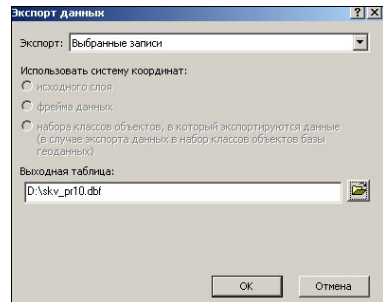 Экспорт данных
Экспорт: Выбранные записи
Использовать систему координат:
исходного слоя
фрейма данных
набора классов объектов, в который экспортируются данные
(в случае экспорта данных в набор классов объектов базы
геоданных)
Выходная таблица:
D:\skv_pr10.dbf
OK Отмена